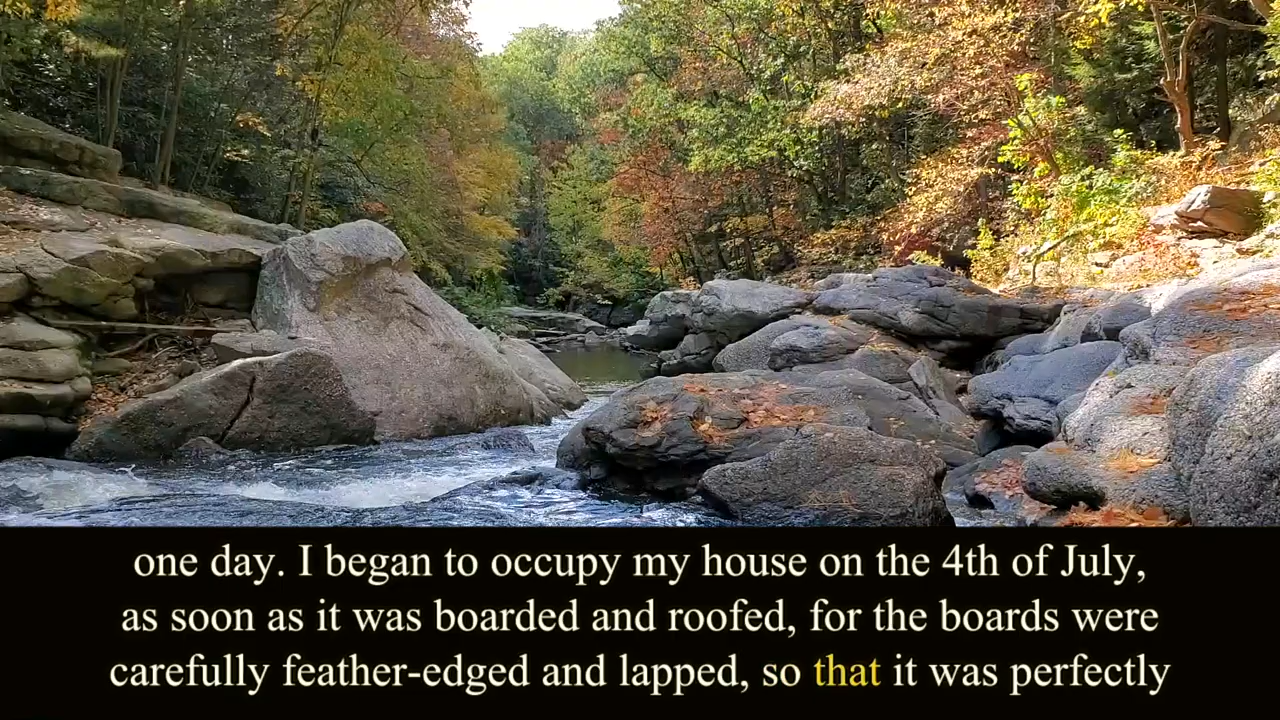 one day. I began to occupy my house on the 4th of July,
as soon as it was boarded and roofed, for the boards were
carefully feather-edged and lapped, so that it was perfectly